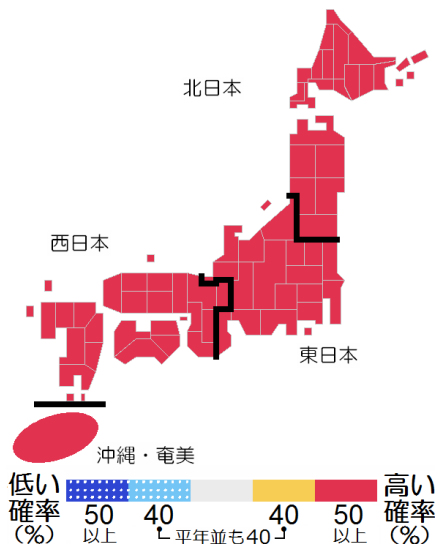 北日本
西日本
東日本
沖縄・奄美
低い
確率
(%)
50
以上
40
平年並も40
40
50
以上
高い
確率
(%)